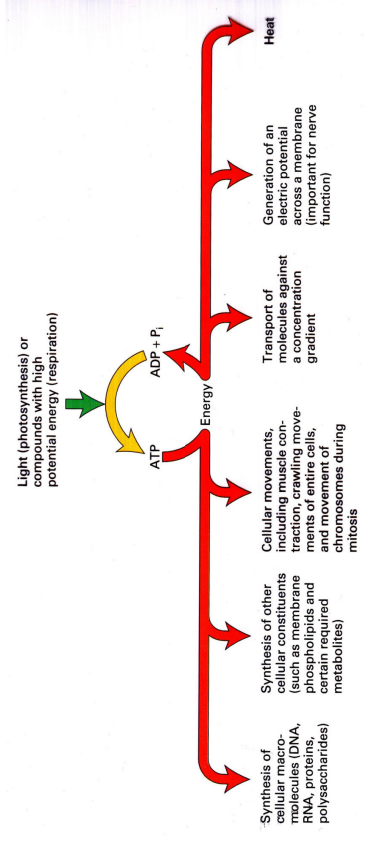 Light (photosynthesis) or
compounds with high
potential energy (respiration)
ATP
ADP + Pi
Energy
Synthesis of
cellular macro-
molecules (DNA,
RNA, proteins,
polysaccharides)
Synthesis of other
cellular constituents
(such as membrane
phospholipids and
certain required
metabolites)
Cellular movements,
including muscle con-
traction, crawling move-
ments of entire cells,
and movement of
chromosomes during
mitosis
Transport of
molecules against
a concentration
gradient
Generation of an
electric potential
across a membrane
(important for nerve
function)
Heat